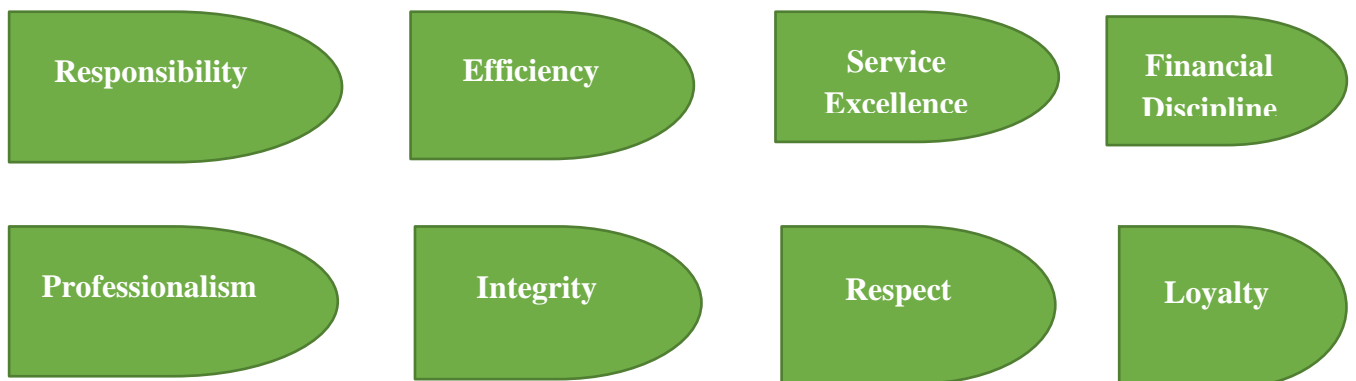 Responsibility
Efficiency
Service
Excellence
Financial
Discipline
Professionalism
Integrity
Respect
Loyalty